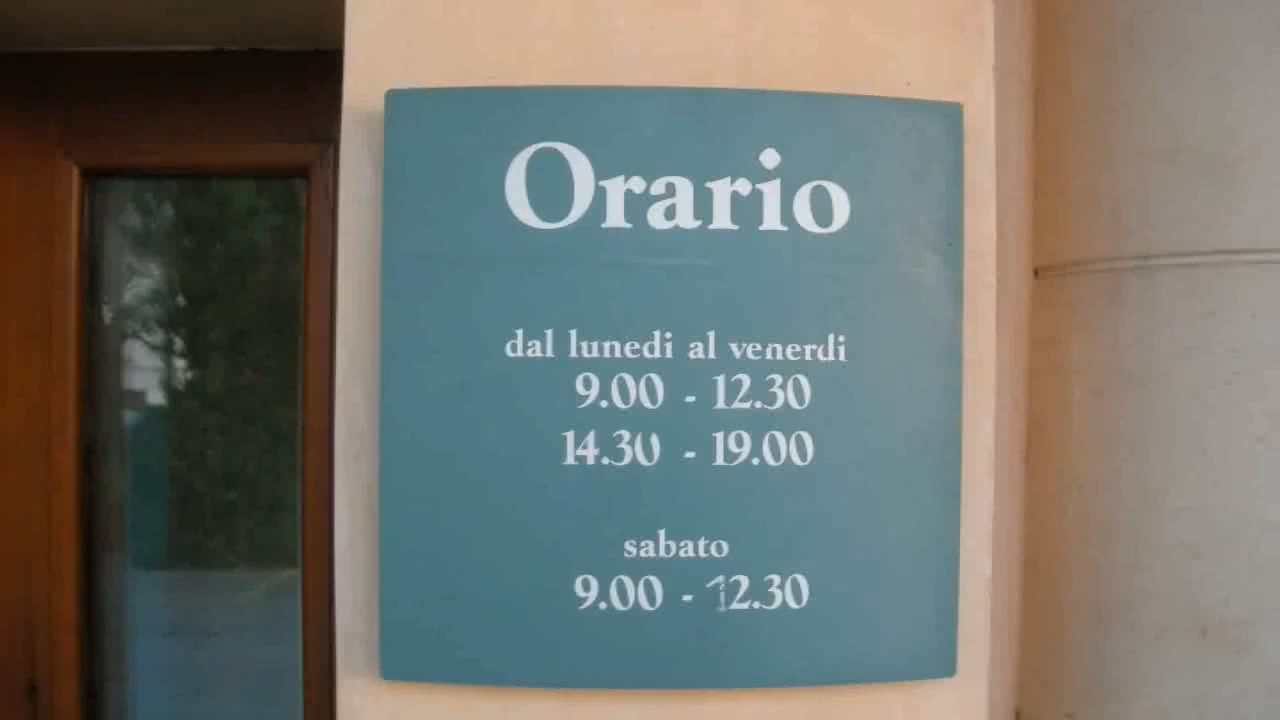 Orario
dal lunedi al venerdi
9.00 - 12.30
14.30 - 19.00
sabato
9.00 - 12.30